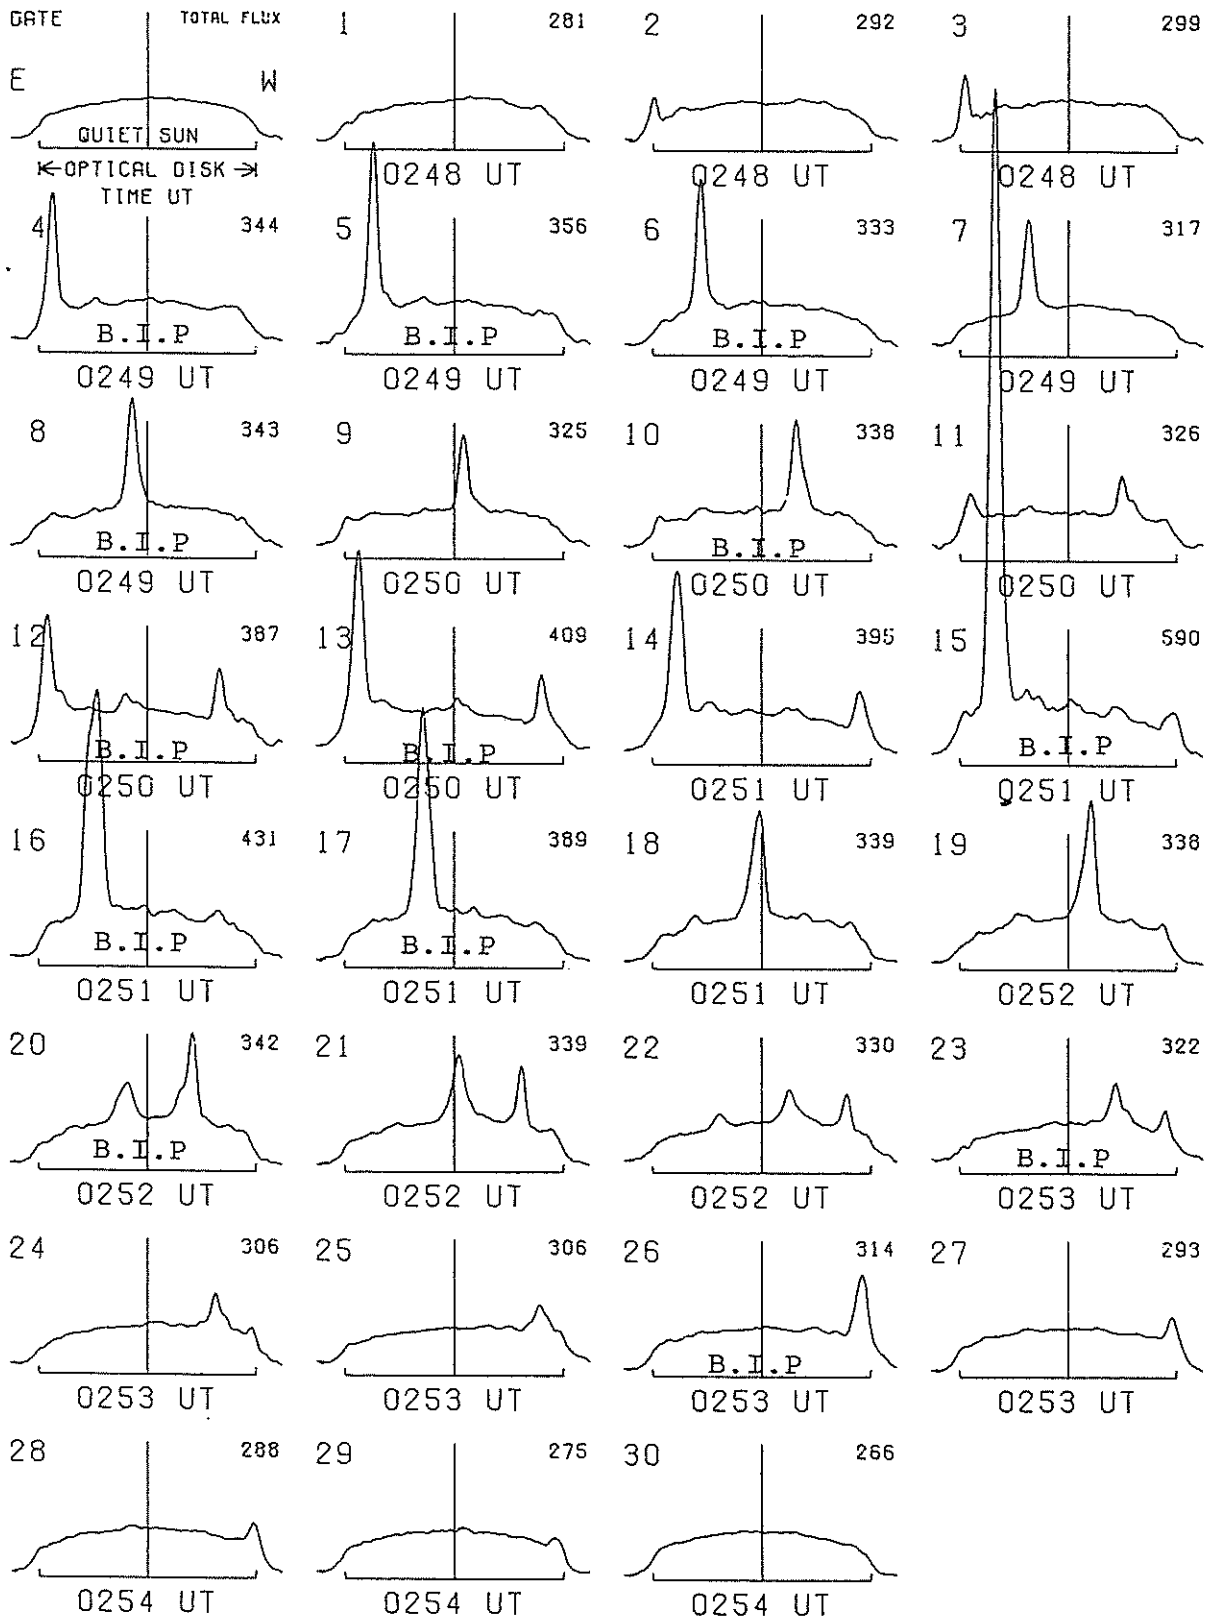 DATE TOTAL FLUX 1 281 2 292 3 299
E W
QUIET SUN
OPTICAL DISK 0248 UT 0248 UT 0248 UT
TIME UT
4 344 5 356 6 333 7 317
B.I.P B.I.P B.I.P
0249 UT 0249 UT 0249 UT 0249 UT
8 343 9 325 10 338 11 326
B.I.P B.I.P
0249 UT 0250 UT 0250 UT 0250 UT
12 387 13 409 14 395 15 590
B.I.P B.I.P B.I.P
0250 UT 0250 UT 0251 UT 0251 UT
16 431 17 389 18 339 19 338
B.I.P B.I.P
0251 UT 0251 UT 0251 UT 0252 UT
20 342 21 339 22 330 23 322
B.I.P B.I.P
0252 UT 0252 UT 0252 UT 0253 UT
24 306 25 306 26 314 27 293
B.I.P
0253 UT 0253 UT 0253 UT 0253 UT
28 288 29 275 30 266
0254 UT 0254 UT 0254 UT